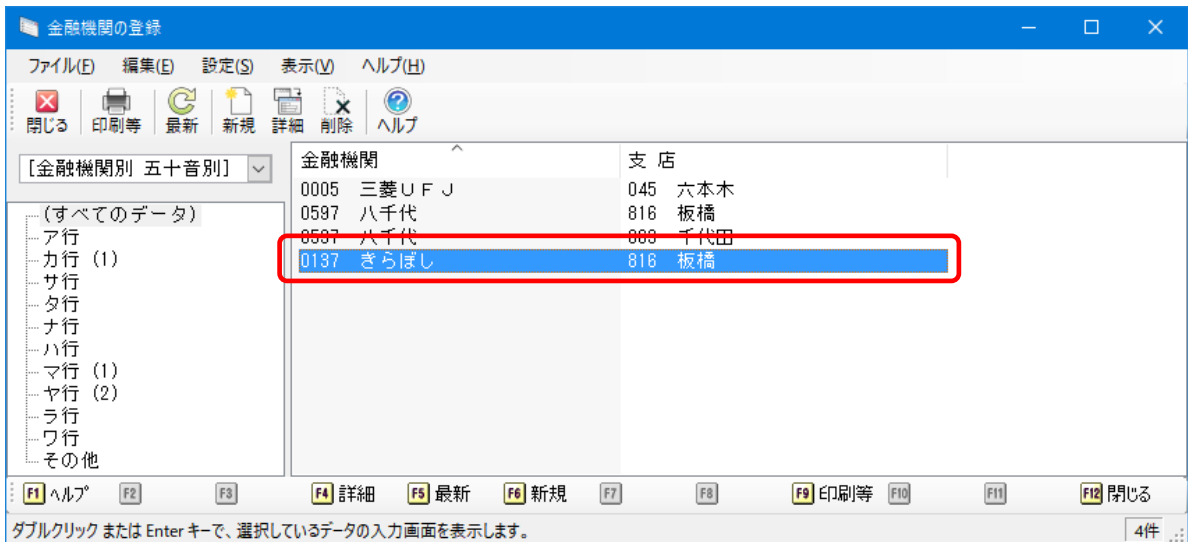 金融機関の登録
ファイル(F) 編集(E) 設定(S) 表示(V) ヘルプ(H)
閉じる 印刷等 最新 新規 詳細 削除 ヘルプ
[金融機関別 五十音別]
(すべてのデータ)
ア行
カ行 (1)
サ行
タ行
ナ行
ハ行
マ行 (1)
ヤ行 (2)
ラ行
ワ行
その他
金融機関 支 店
0005 三菱UFJ 045 六本木
0597 八千代 816 板橋
0597 八千代 千代田
0137 きらぼし 816 板橋
F1 ヘルプ F2 F3 F4 詳細 F5 最新 F6 新規 F7 F8 F9 印刷等 F10 F11 F12 閉じる
ダブルクリック または Enter キーで、選択しているデータの入力画面を表示します。 4件